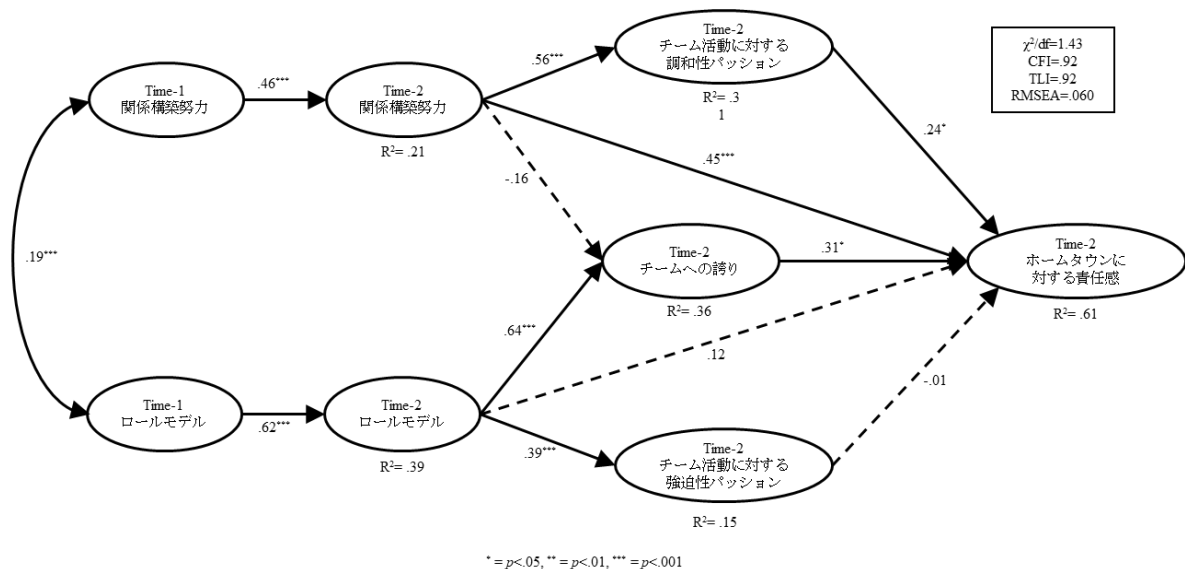 Time-1
関係構築努力
.46***
Time-2
関係構築努力
R²= .21
.56***
Time-2
チーム活動に対する
調和性パッション
R²= .3
1
χ²/df=1.43
CFI=.92
TLI=.92
RMSEA=.060
.24*
.45***
-.16
.19***
Time-2
チームへの誇り
R²= .36
.31*
Time-2
ホームタウンに
対する責任感
R²= .61
.64***
.12
-.01
Time-1
ロールモデル
.62***
Time-2
ロールモデル
R²= .39
.39***
Time-2
チーム活動に対する
強迫性パッション
R²= .15
* = p<.05, ** = p<.01, *** = p<.001